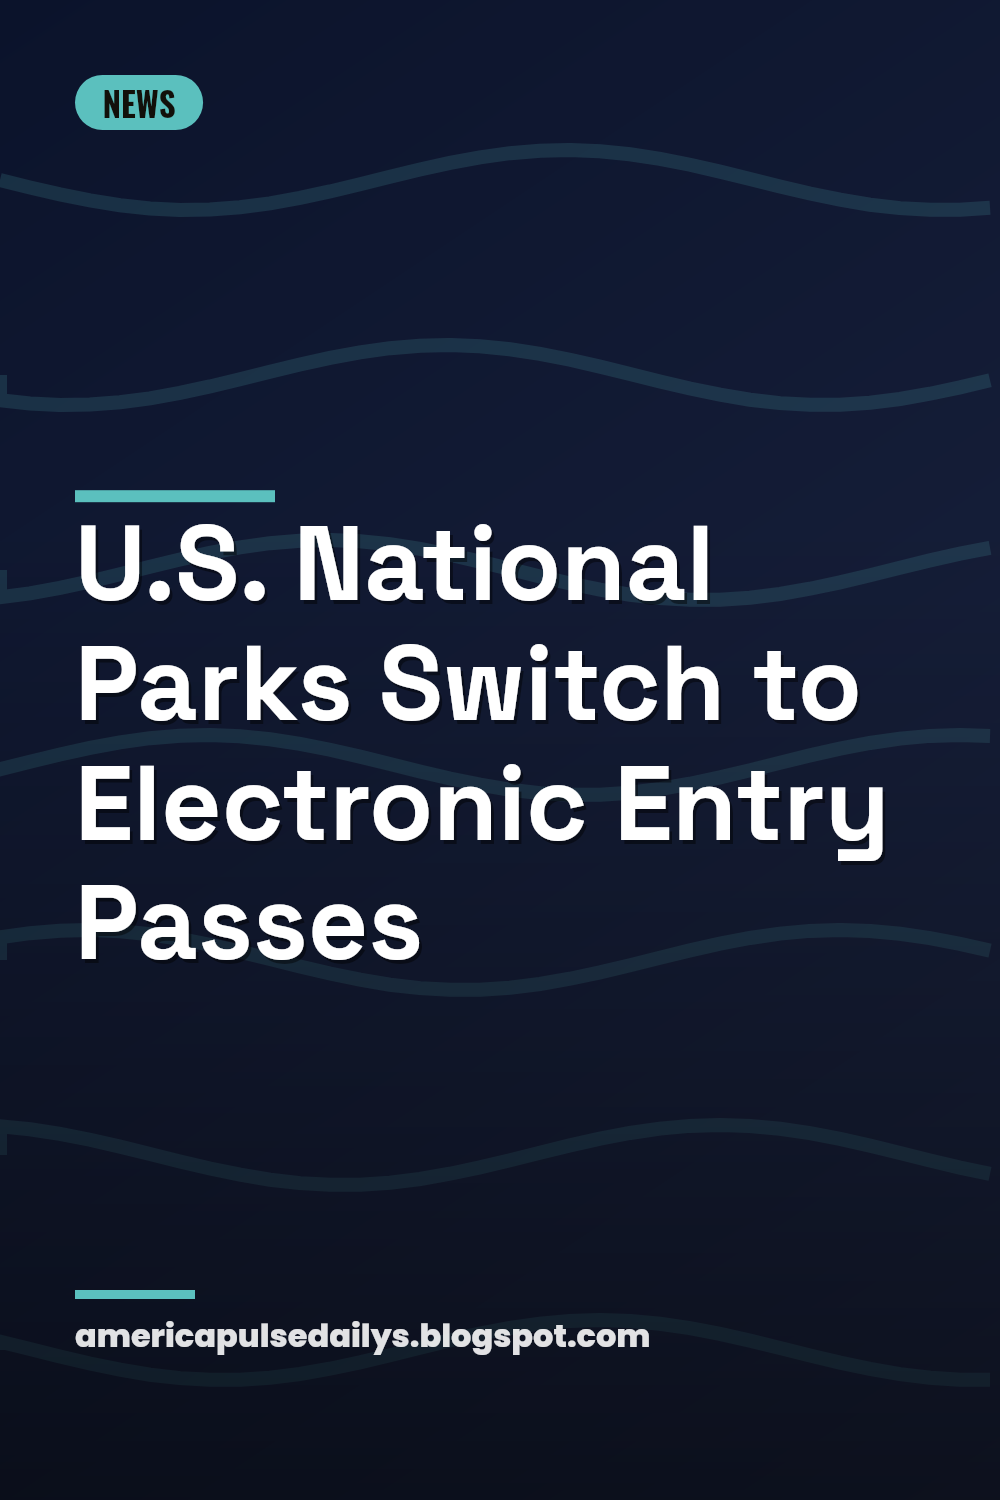 NEWS
U.S. National
Parks Switch to
Electronic Entry
Passes
americapulsedailys.blogspot.com